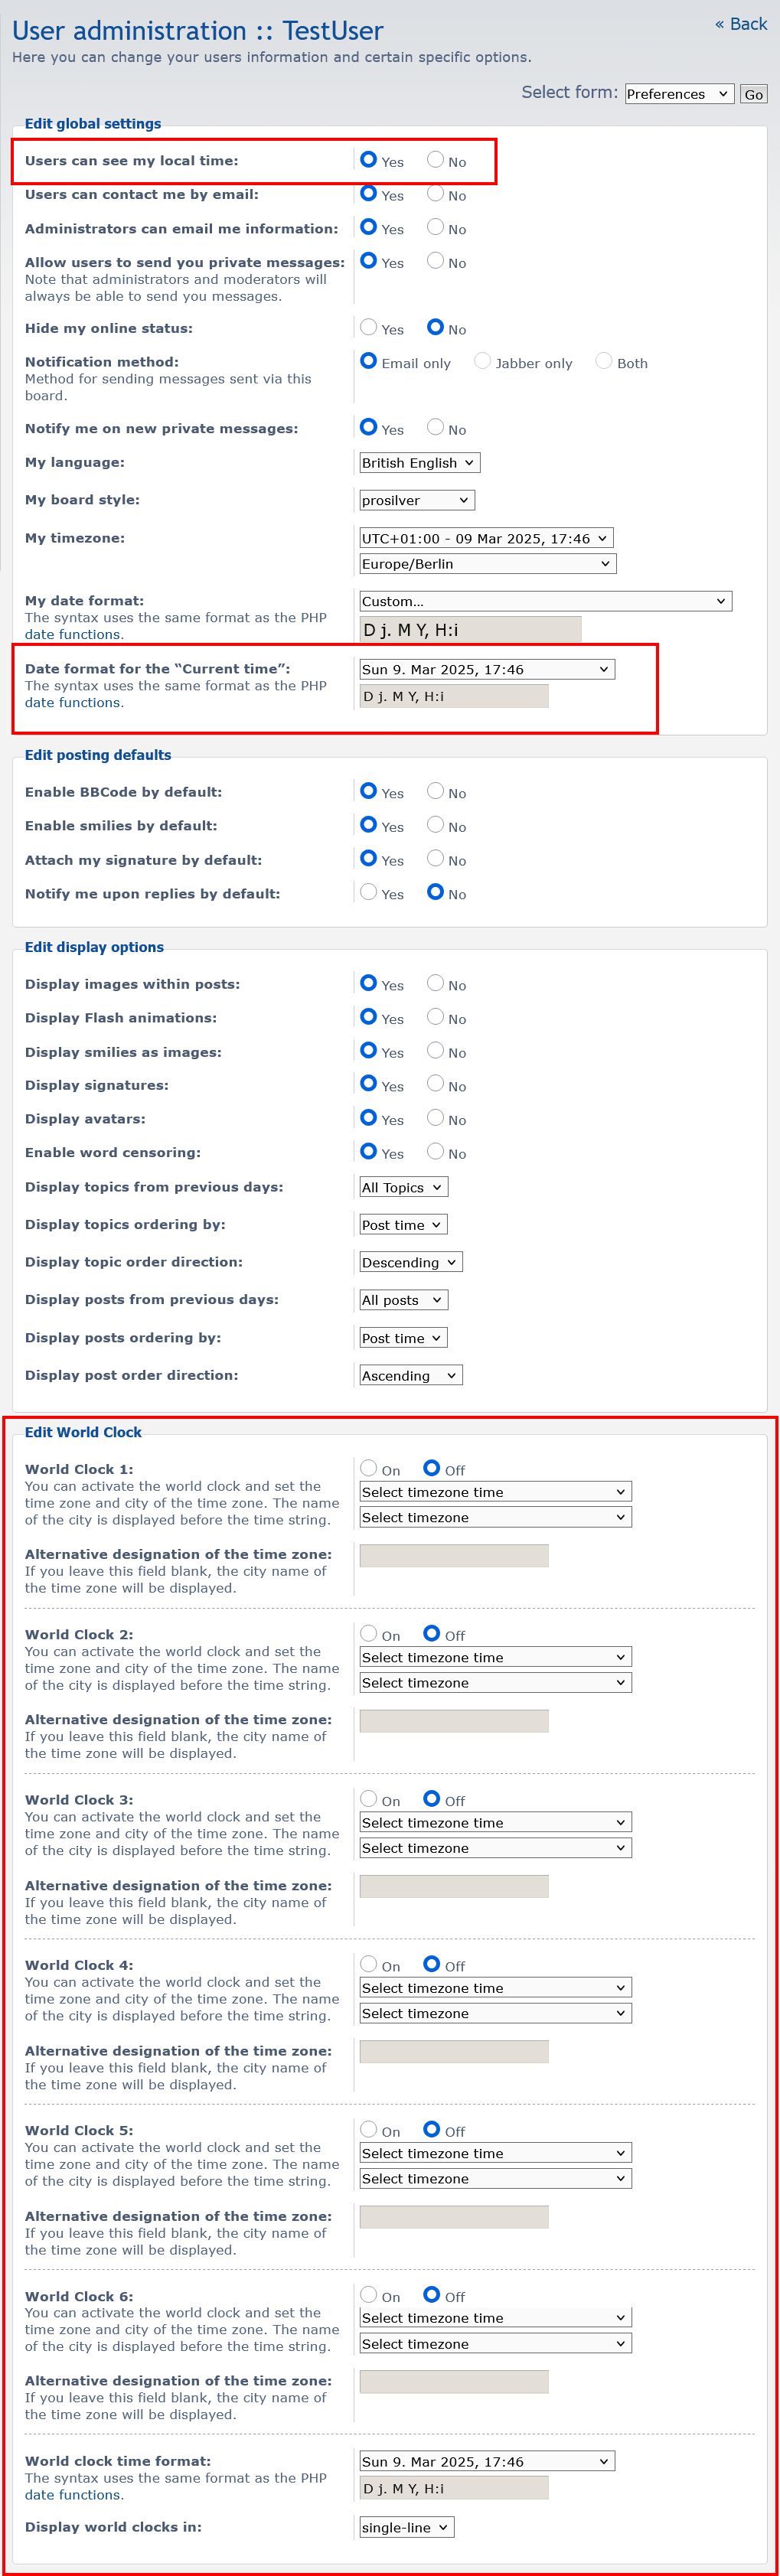 User administration :: TestUser
« Back
Here you can change your users information and certain specific options.
Select form: Preferences Go
Edit global settings
Users can see my local time: Yes No
Users can contact me by email: Yes No
Administrators can email me information: Yes No
Allow users to send you private messages: Yes No
Note that administrators and moderators will
always be able to send you messages.
Hide my online status: Yes No
Notification method: Email only Jabber only Both
Method for sending messages sent via this
board.
Notify me on new private messages: Yes No
My language: British English
My board style: prosilver
My timezone: UTC+01:00 - 09 Mar 2025, 17:46
Europe/Berlin
My date format: Custom...
The syntax uses the same format as the PHP
date functions.
D j. M Y, H:i
Date format for the “Current time”: Sun 9. Mar 2025, 17:46
The syntax uses the same format as the PHP
date functions.
D j. M Y, H:i
Edit posting defaults
Enable BBCode by default: Yes No
Enable smilies by default: Yes No
Attach my signature by default: Yes No
Notify me upon replies by default: Yes No
Edit display options
Display images within posts: Yes No
Display Flash animations: Yes No
Display smilies as images: Yes No
Display signatures: Yes No
Display avatars: Yes No
Enable word censoring: Yes No
Display topics from previous days: All Topics
Display topics ordering by: Post time
Display topic order direction: Descending
Display posts from previous days: All posts
Display posts ordering by: Post time
Display post order direction: Ascending
Edit World Clock
World Clock 1: On Off
You can activate the world clock and set the
time zone and city of the time zone. The name
of the city is displayed before the time string.
Select timezone time
Select timezone
Alternative designation of the time zone:
If you leave this field blank, the city name of
the time zone will be displayed.
World Clock 2: On Off
You can activate the world clock and set the
time zone and city of the time zone. The name
of the city is displayed before the time string.
Select timezone time
Select timezone
Alternative designation of the time zone:
If you leave this field blank, the city name of
the time zone will be displayed.
World Clock 3: On Off
You can activate the world clock and set the
time zone and city of the time zone. The name
of the city is displayed before the time string.
Select timezone time
Select timezone
Alternative designation of the time zone:
If you leave this field blank, the city name of
the time zone will be displayed.
World Clock 4: On Off
You can activate the world clock and set the
time zone and city of the time zone. The name
of the city is displayed before the time string.
Select timezone time
Select timezone
Alternative designation of the time zone:
If you leave this field blank, the city name of
the time zone will be displayed.
World Clock 5: On Off
You can activate the world clock and set the
time zone and city of the time zone. The name
of the city is displayed before the time string.
Select timezone time
Select timezone
Alternative designation of the time zone:
If you leave this field blank, the city name of
the time zone will be displayed.
World Clock 6: On Off
You can activate the world clock and set the
time zone and city of the time zone. The name
of the city is displayed before the time string.
Select timezone time
Select timezone
Alternative designation of the time zone:
If you leave this field blank, the city name of
the time zone will be displayed.
World clock time format: Sun 9. Mar 2025, 17:46
The syntax uses the same format as the PHP
date functions.
D j. M Y, H:i
Display world clocks in: single-line